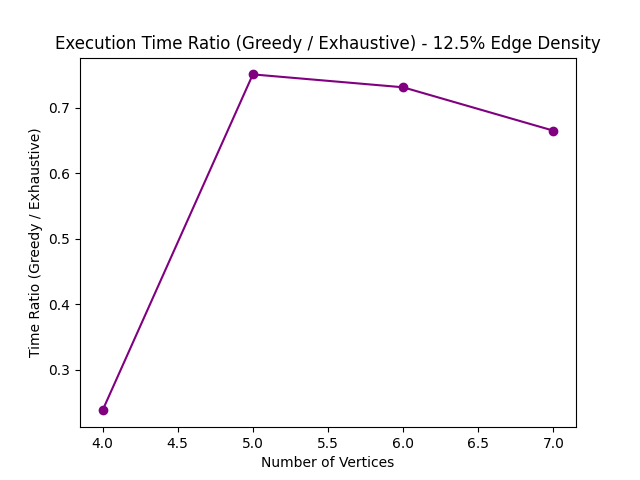 Execution Time Ratio (Greedy / Exhaustive) - 12.5% Edge Density
Time Ratio (Greedy / Exhaustive)
0.7
0.6
0.5
0.4
0.3
4.0 4.5 5.0 5.5 6.0 6.5 7.0
Number of Vertices